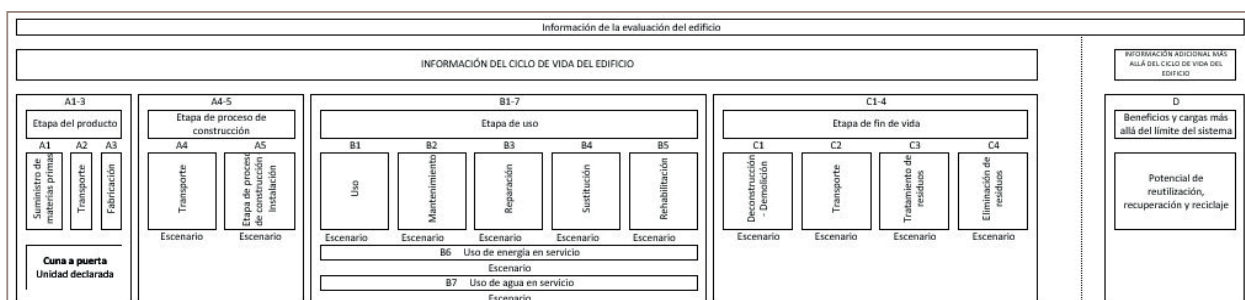 Información de la evaluación del edificio
INFORMACIÓN DEL CICLO DE VIDA DEL EDIFICIO
INFORMACIÓN ADICIONAL MÁS
ALLÁ DEL CICLO DE VIDA DEL
EDIFICIO
A1-3
Etapa del producto
A1
A2
A3
Suministro de
materias primas
Transporte
Fabricación
Cuna a puerta
Unidad declarada
A4-5
Etapa de proceso de
construcción
A4
A5
Transporte
Etapa de proceso
de construcción
Instalación
Escenario
Escenario
B1-7
Etapa de uso
B1
B2
B3
B4
B5
Uso
Mantenimiento
Reparación
Sustitución
Rehabilitación
Escenario
Escenario
Escenario
Escenario
Escenario
B6 Uso de energía en servicio
Escenario
B7 Uso de agua en servicio
Escenario
C1-4
Etapa de fin de vida
C1
C2
C3
C4
Deconstrucción
- Demolición
Transporte
Tratamiento de
residuos
Eliminación de
residuos
Escenario
Escenario
Escenario
Escenario
D
Beneficios y cargas más
allá del límite del sistema
Potencial de
reutilización,
recuperación y reciclaje